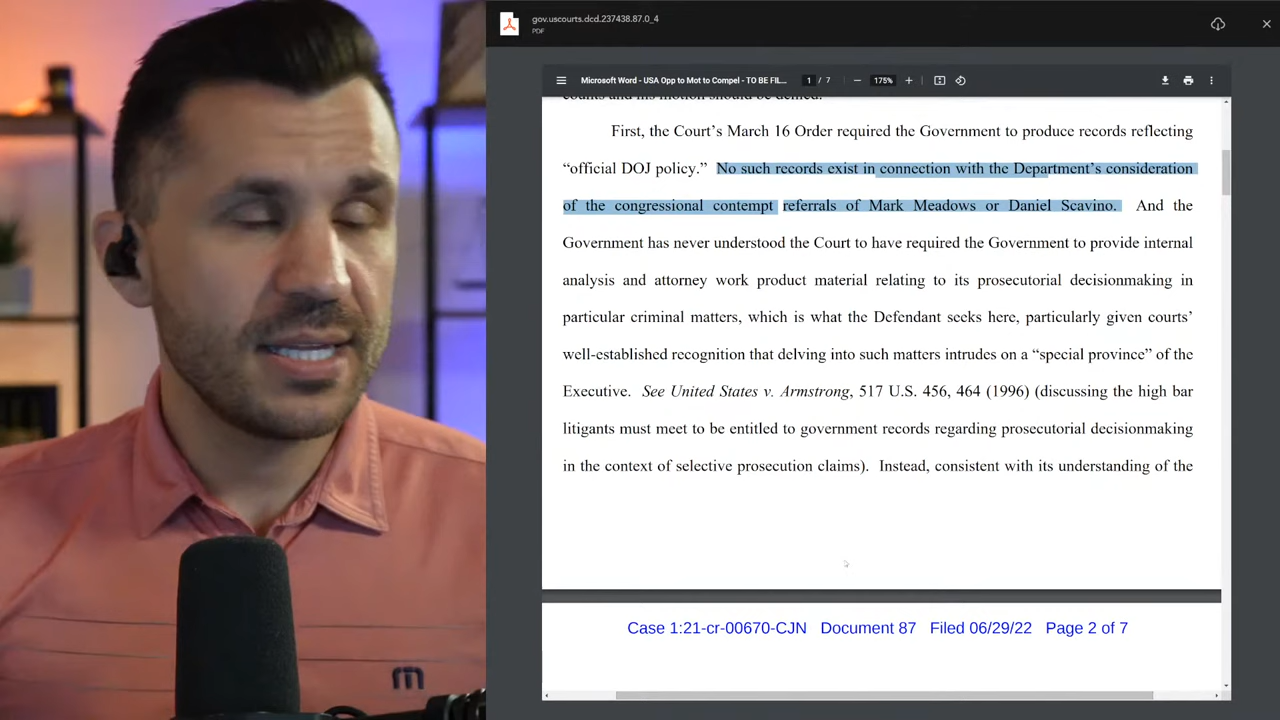 gov.uscourts.dcd.237438.87.0_4
PDF
Microsoft Word - USA Opp to Mot to Compel - TO BE FIL...
1 / 7
175%
counts and his motion should be denied.
First, the Court’s March 16 Order required the Government to produce records reflecting
“official DOJ policy.” No such records exist in connection with the Department’s consideration
of the congressional contempt referrals of Mark Meadows or Daniel Scavino. And the
Government has never understood the Court to have required the Government to provide internal
analysis and attorney work product material relating to its prosecutorial decisionmaking in
particular criminal matters, which is what the Defendant seeks here, particularly given courts’
well-established recognition that delving into such matters intrudes on a “special province” of the
Executive. See United States v. Armstrong, 517 U.S. 456, 464 (1996) (discussing the high bar
litigants must meet to be entitled to government records regarding prosecutorial decisionmaking
in the context of selective prosecution claims). Instead, consistent with its understanding of the
Case 1:21-cr-00670-CJN Document 87 Filed 06/29/22 Page 2 of 7